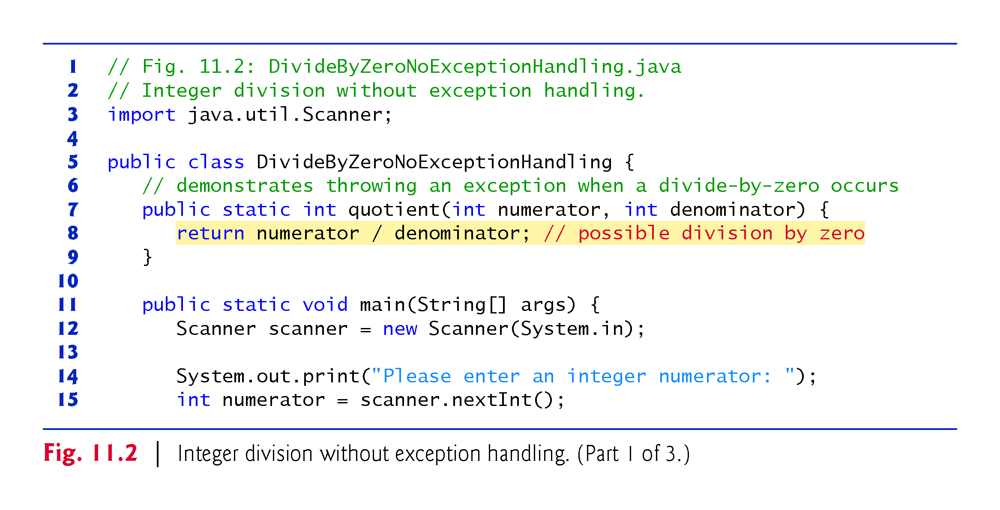 1 // Fig. 11.2: DivideByZeroNoExceptionHandling.java
2 // Integer division without exception handling.
3 import java.util.Scanner;
4
5 public class DivideByZeroNoExceptionHandling {
6 // demonstrates throwing an exception when a divide-by-zero occurs
7 public static int quotient(int numerator, int denominator) {
8 return numerator / denominator; // possible division by zero
9 }
10
11 public static void main(String[] args) {
12 Scanner scanner = new Scanner(System.in);
13
14 System.out.print("Please enter an integer numerator: ");
15 int numerator = scanner.nextInt();
Fig. 11.2 | Integer division without exception handling. (Part 1 of 3.)